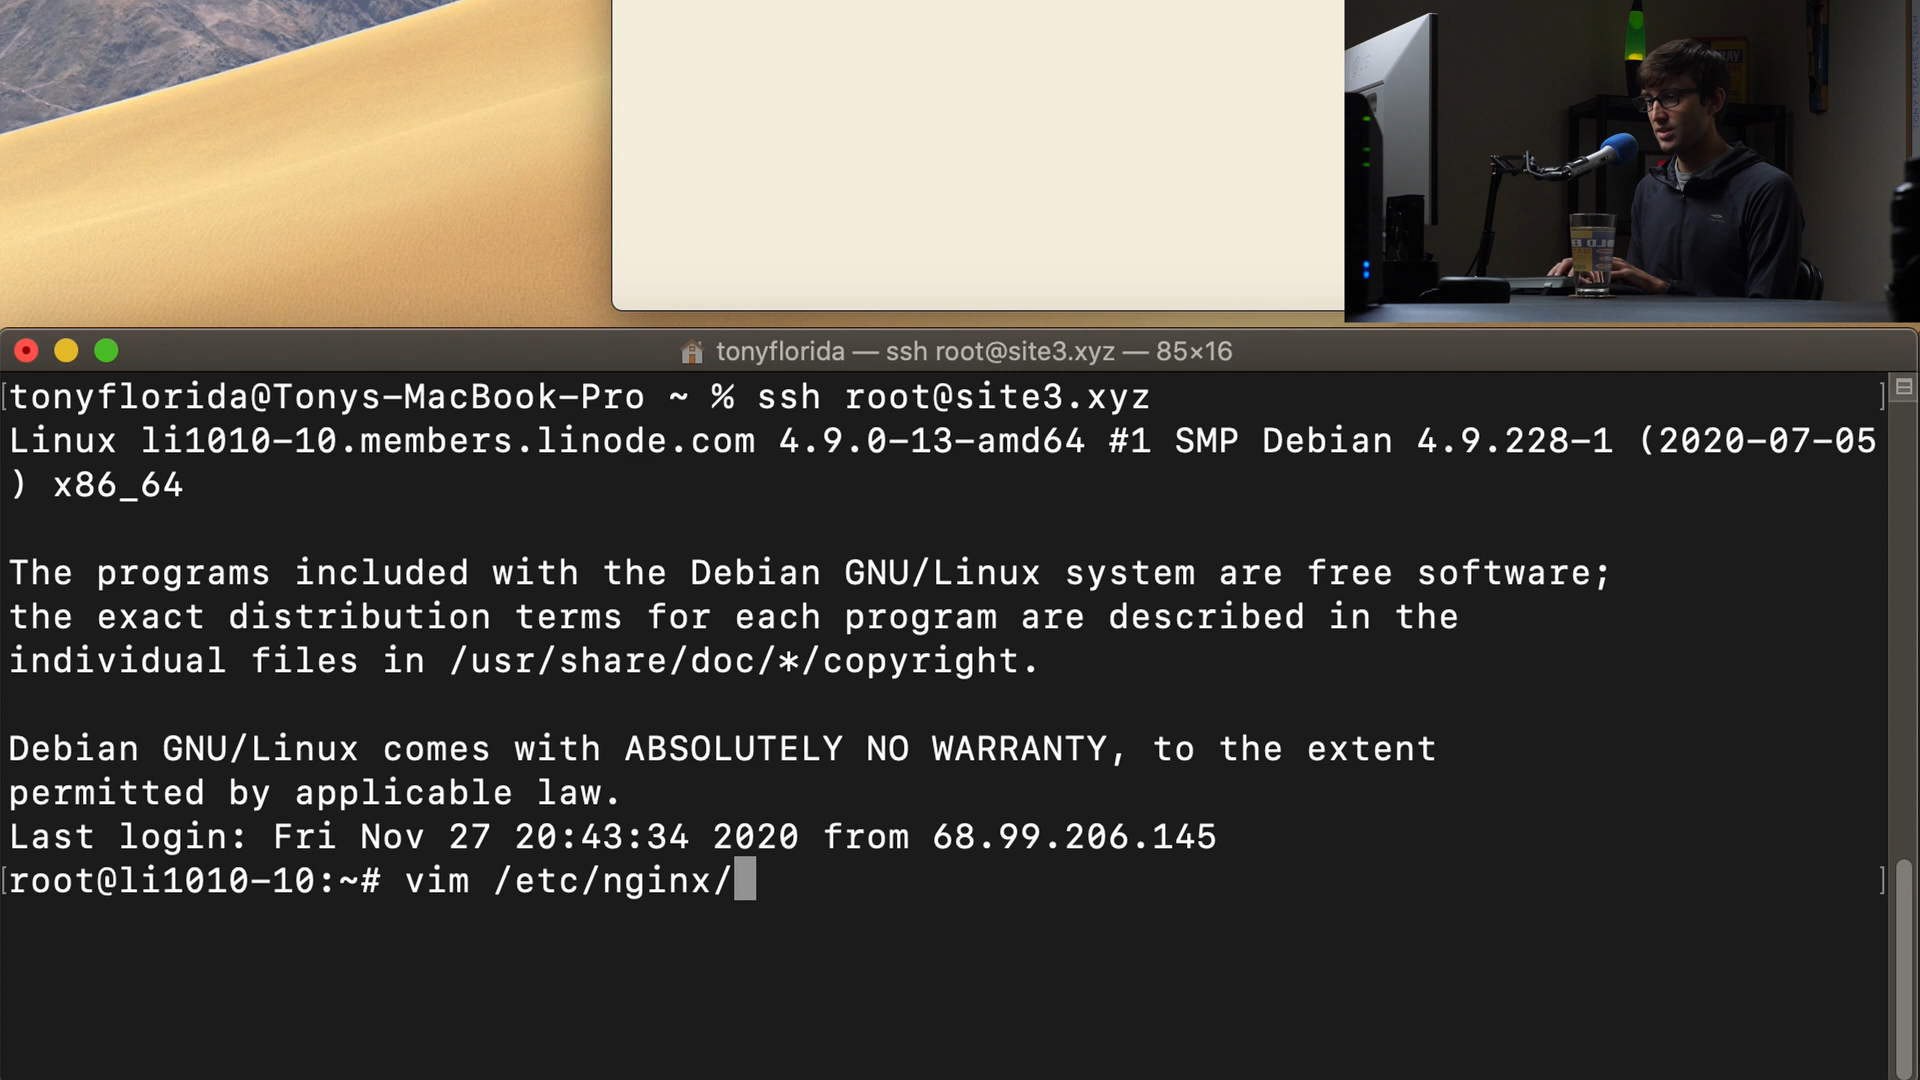 tonyflorida — ssh root@site3.xyz — 85×16
[tonyflorida@Tonys-MacBook-Pro ~ % ssh root@site3.xyz ]
Linux li1010-10.members.linode.com 4.9.0-13-amd64 #1 SMP Debian 4.9.228-1 (2020-07-05
) x86_64
The programs included with the Debian GNU/Linux system are free software;
the exact distribution terms for each program are described in the
individual files in /usr/share/doc/*/copyright.
Debian GNU/Linux comes with ABSOLUTELY NO WARRANTY, to the extent
permitted by applicable law.
Last login: Fri Nov 27 20:43:34 2020 from 68.99.206.145
[root@li1010-10:~# vim /etc/nginx/ ]